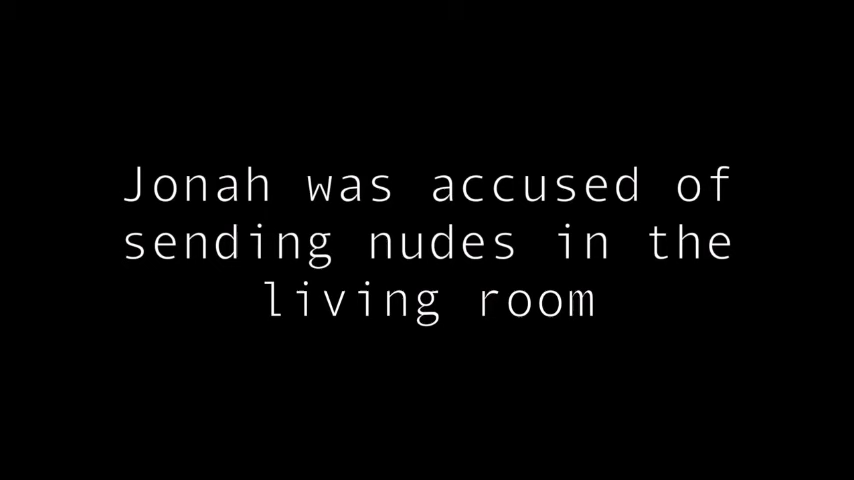 Jonah was accused of
sending nudes in the
living room